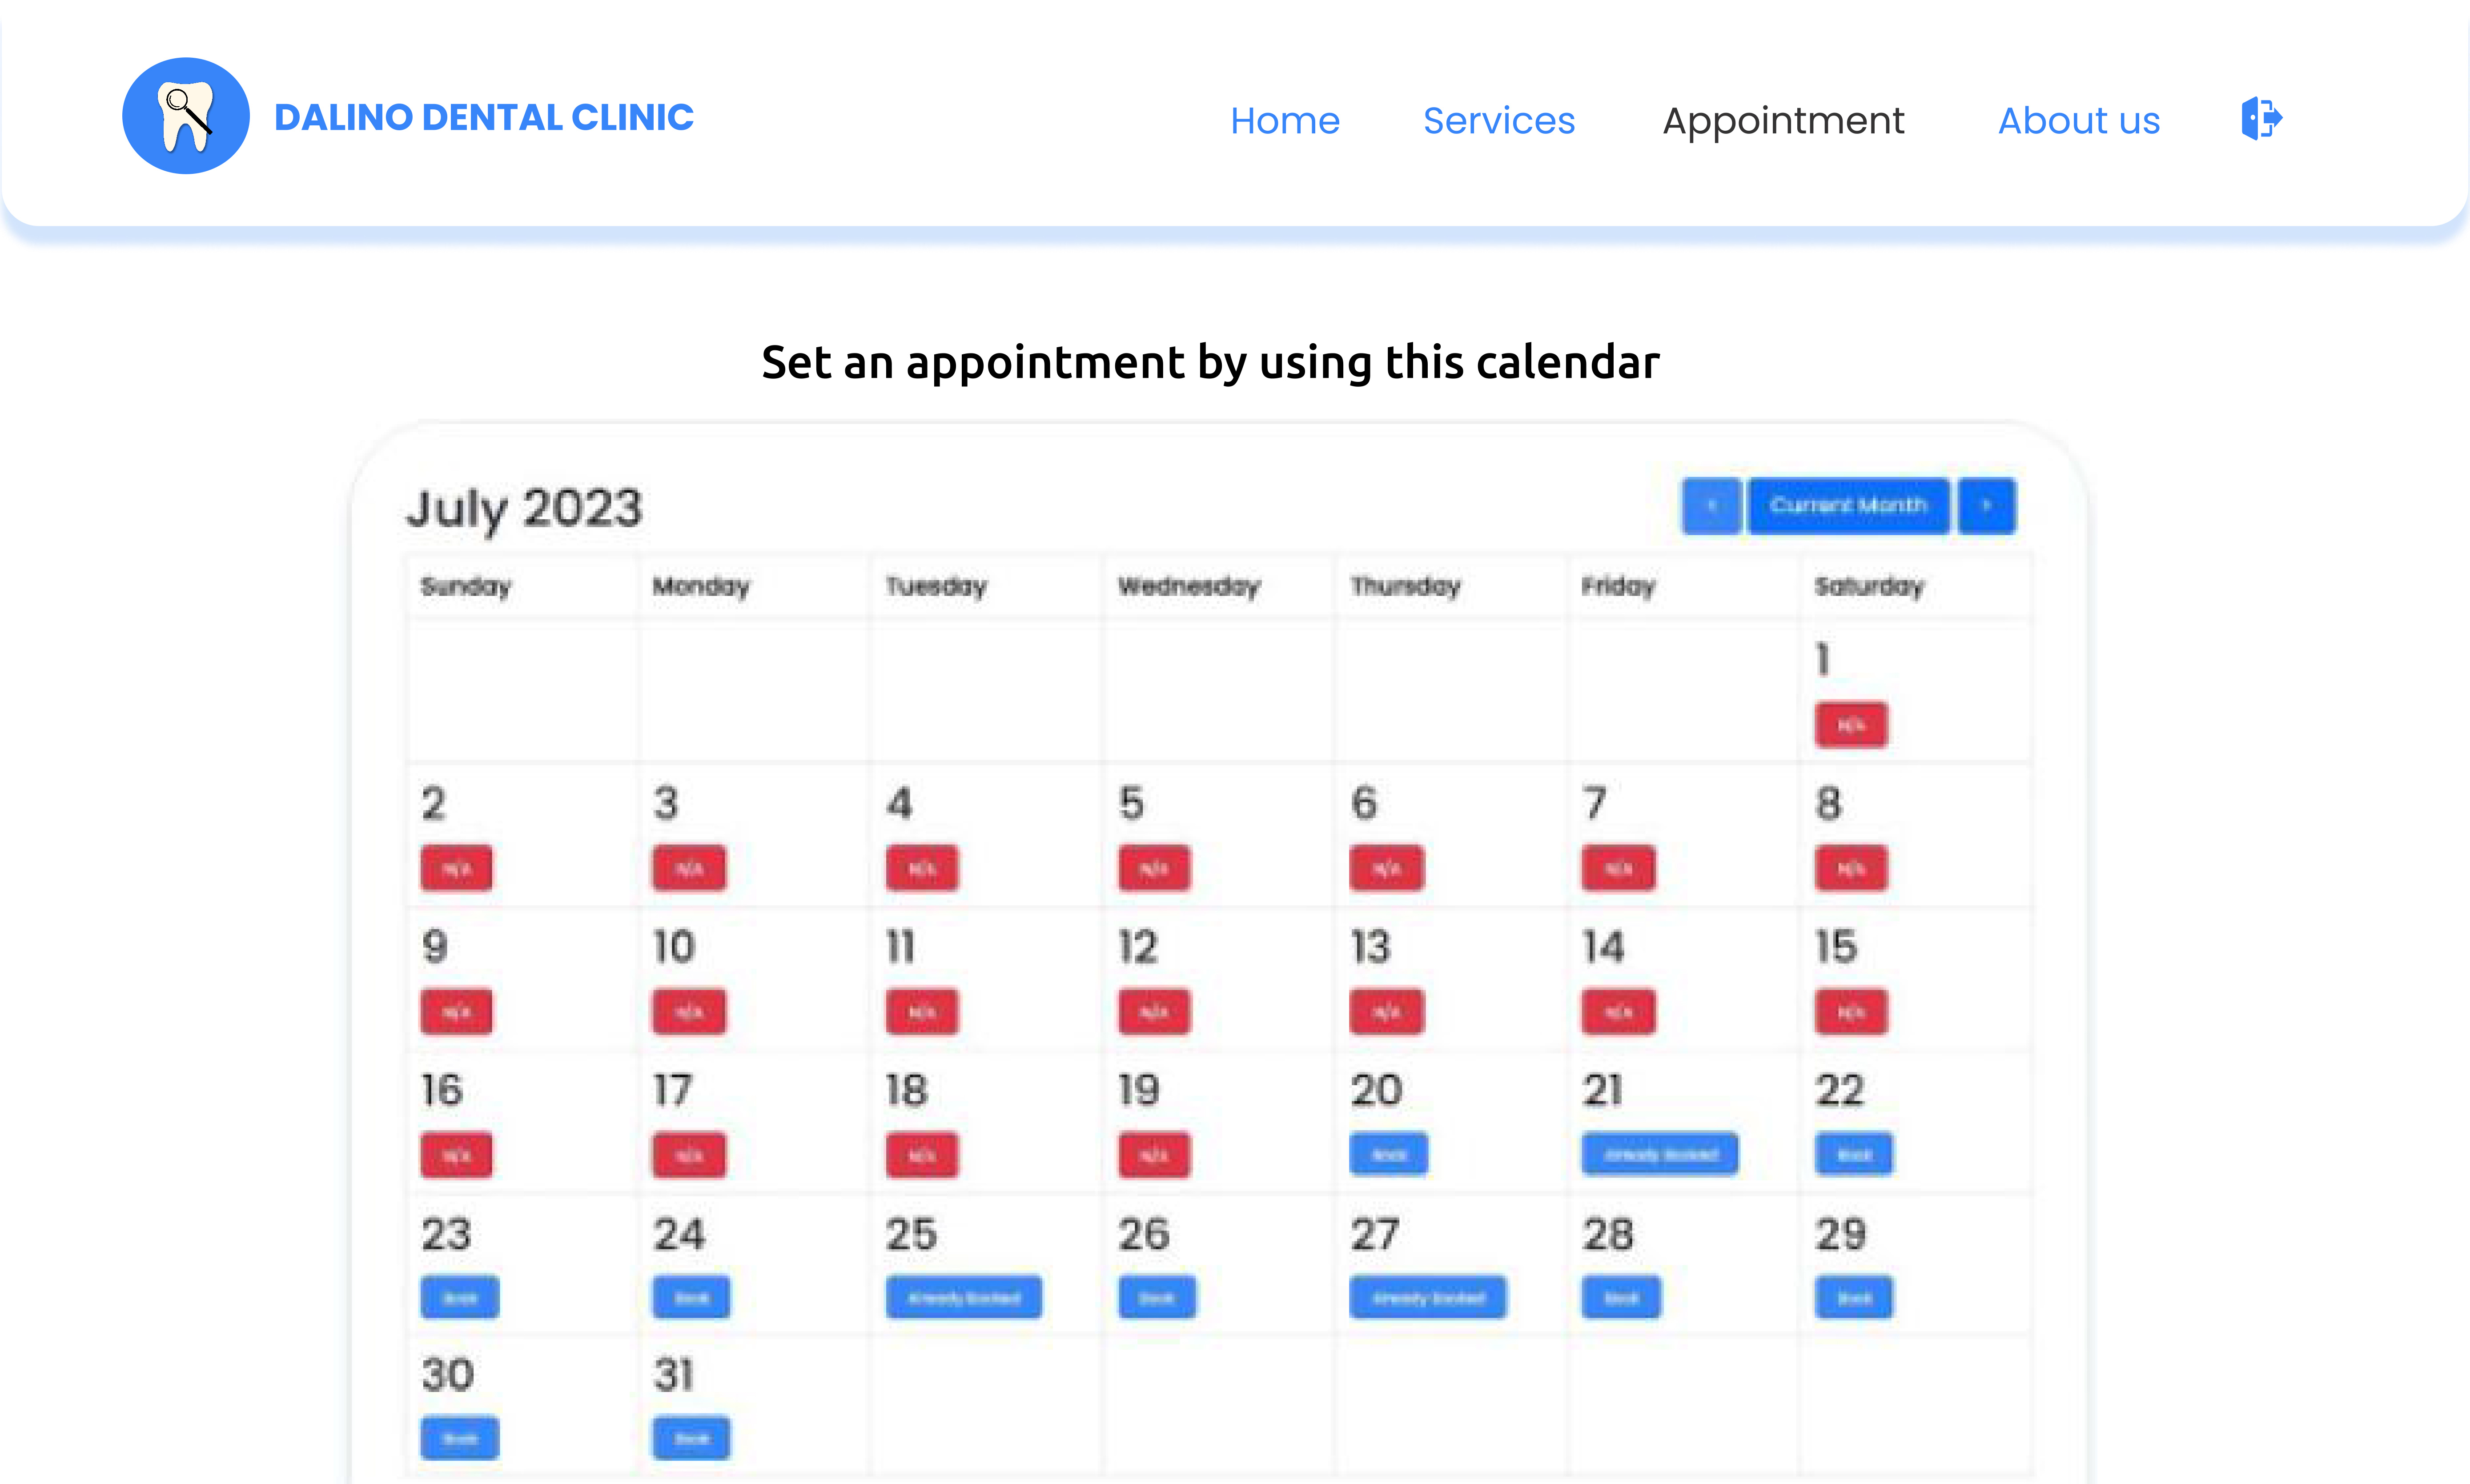 DALINO DENTAL CLINIC
Home Services Appointment About us
Set an appointment by using this calendar
July 2023
< Current Month >
Sunday Monday Tuesday Wednesday Thursday Friday Saturday
1
N/A
2 3 4 5 6 7 8
N/A N/A N/A N/A N/A N/A N/A
9 10 11 12 13 14 15
N/A N/A N/A N/A N/A N/A N/A
16 17 18 19 20 21 22
N/A N/A N/A N/A Book Already Booked Book
23 24 25 26 27 28 29
Book Book Already Booked Book Already Booked Book Book
30 31
Book Book